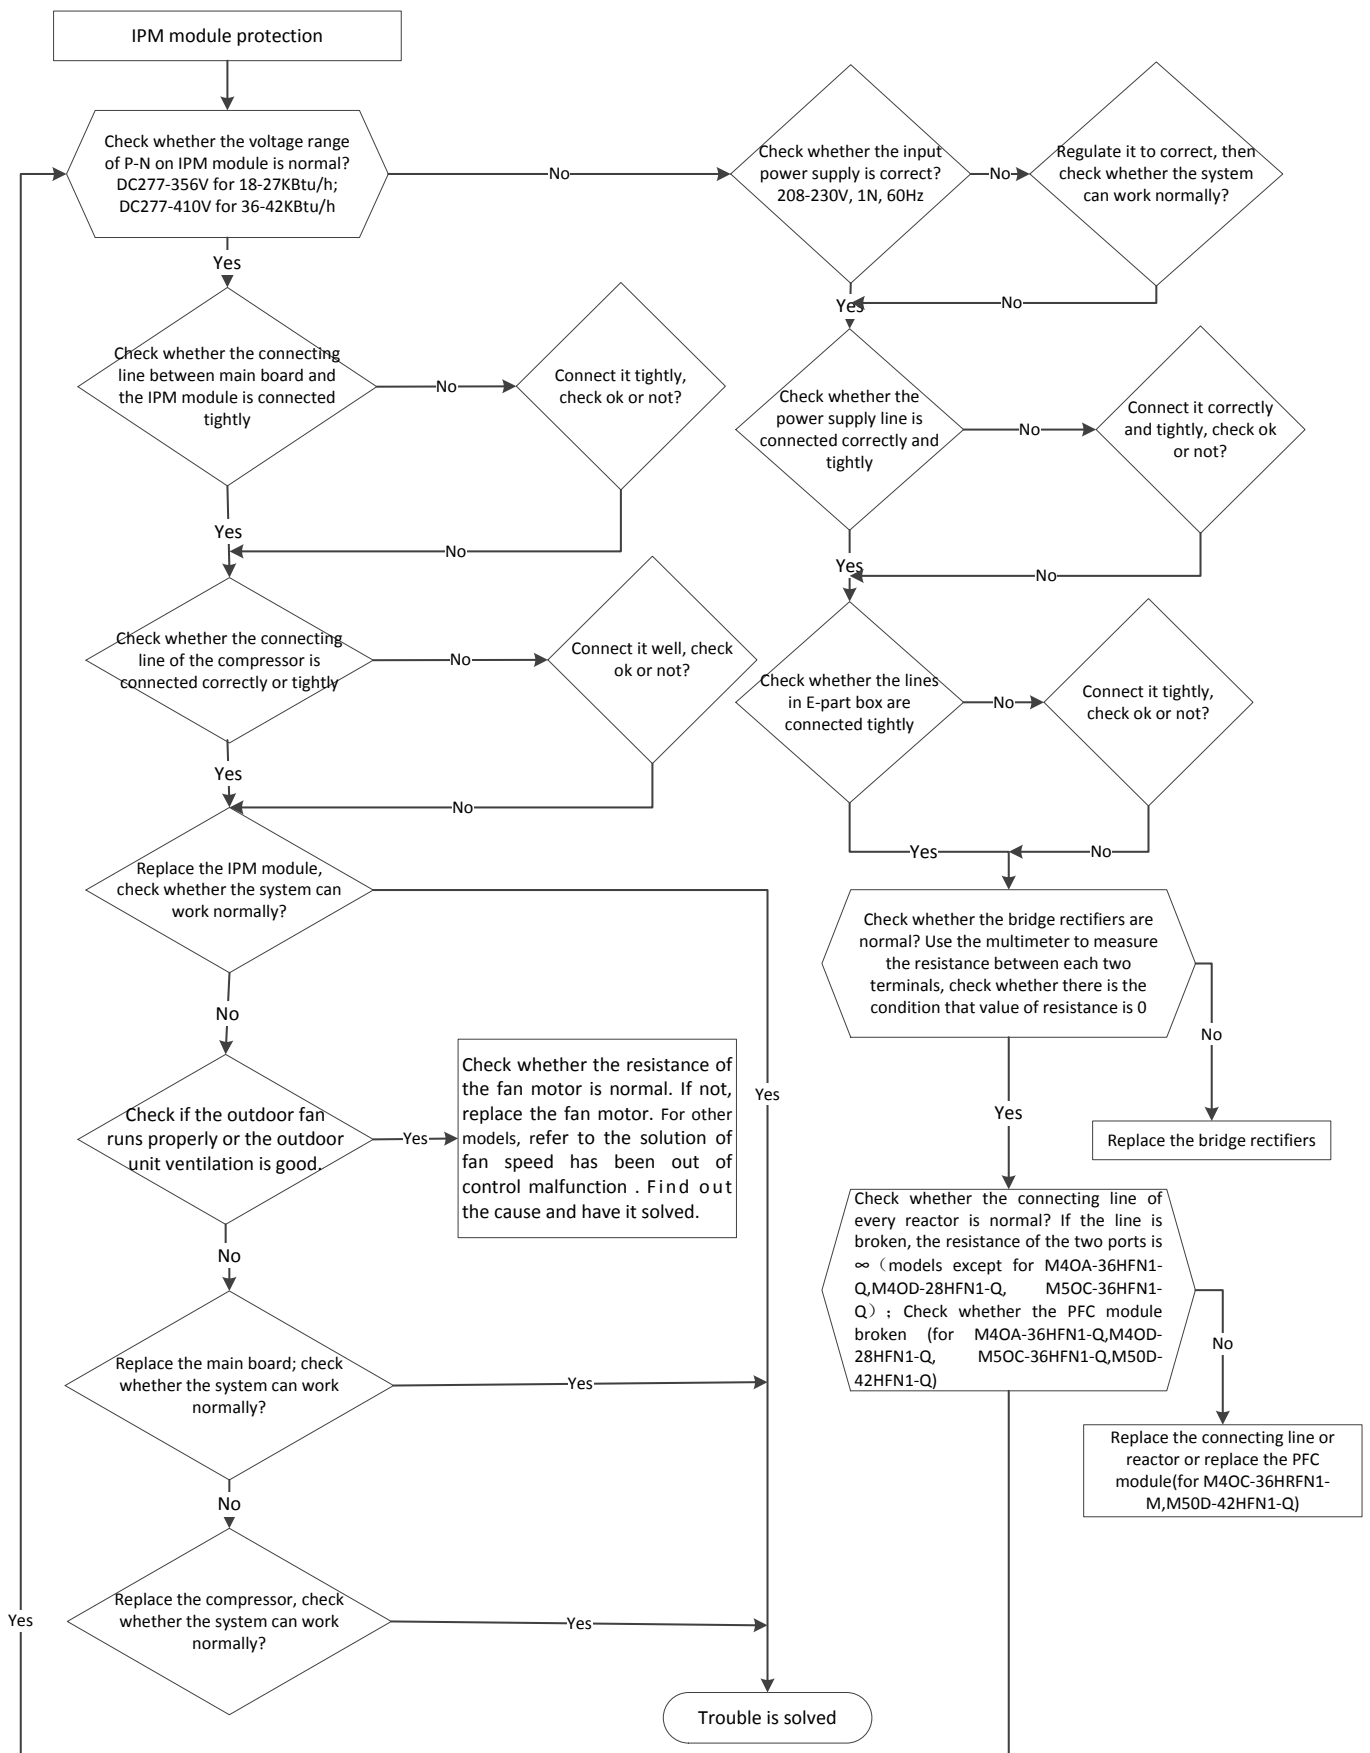 IPM module protection
Check whether the voltage range
of P-N on IPM module is normal?
DC277-356V for 18-27KBtu/h;
DC277-410V for 36-42KBtu/h
No
Check whether the input
power supply is correct?
208-230V, 1N, 60Hz
No
Regulate it to correct, then
check whether the system
can work normally?
Yes
Yes
No
Check whether the connecting
line between main board and
the IPM module is connected
tightly
No
Connect it tightly,
check ok or not?
Check whether the
power supply line is
connected correctly and
tightly
No
Connect it correctly
and tightly, check ok
or not?
Yes
No
Yes
No
Check whether the connecting
line of the compressor is
connected correctly or tightly
No
Connect it well, check
ok or not?
Check whether the lines
in E-part box are
connected tightly
No
Connect it tightly,
check ok or not?
Yes
No
Yes
No
Replace the IPM module,
check whether the system can
work normally?
Check whether the bridge rectifiers are
normal? Use the multimeter to measure
the resistance between each two
terminals, check whether there is the
condition that value of resistance is 0
No
No
Yes
Yes
Check if the outdoor fan
runs properly or the outdoor
unit ventilation is good.
Yes
Check whether the resistance of
the fan motor is normal. If not,
replace the fan motor. For other
models, refer to the solution of
fan speed has been out of
control malfunction . Find out
the cause and have it solved.
Replace the bridge rectifiers
No
Check whether the connecting line of
every reactor is normal? If the line is
broken, the resistance of the two ports is
∞（models except for M4OA-36HFN1-
Q,M4OD-28HFN1-Q, M5OC-36HFN1-
Q）；Check whether the PFC module
broken (for M4OA-36HFN1-Q,M4OD-
28HFN1-Q, M5OC-36HFN1-Q,M50D-
42HFN1-Q)
No
Replace the main board; check
whether the system can work
normally?
Yes
Replace the connecting line or
reactor or replace the PFC
module(for M4OC-36HRFN1-
M,M50D-42HFN1-Q)
No
Replace the compressor, check
whether the system can work
normally?
Yes
Yes
Trouble is solved